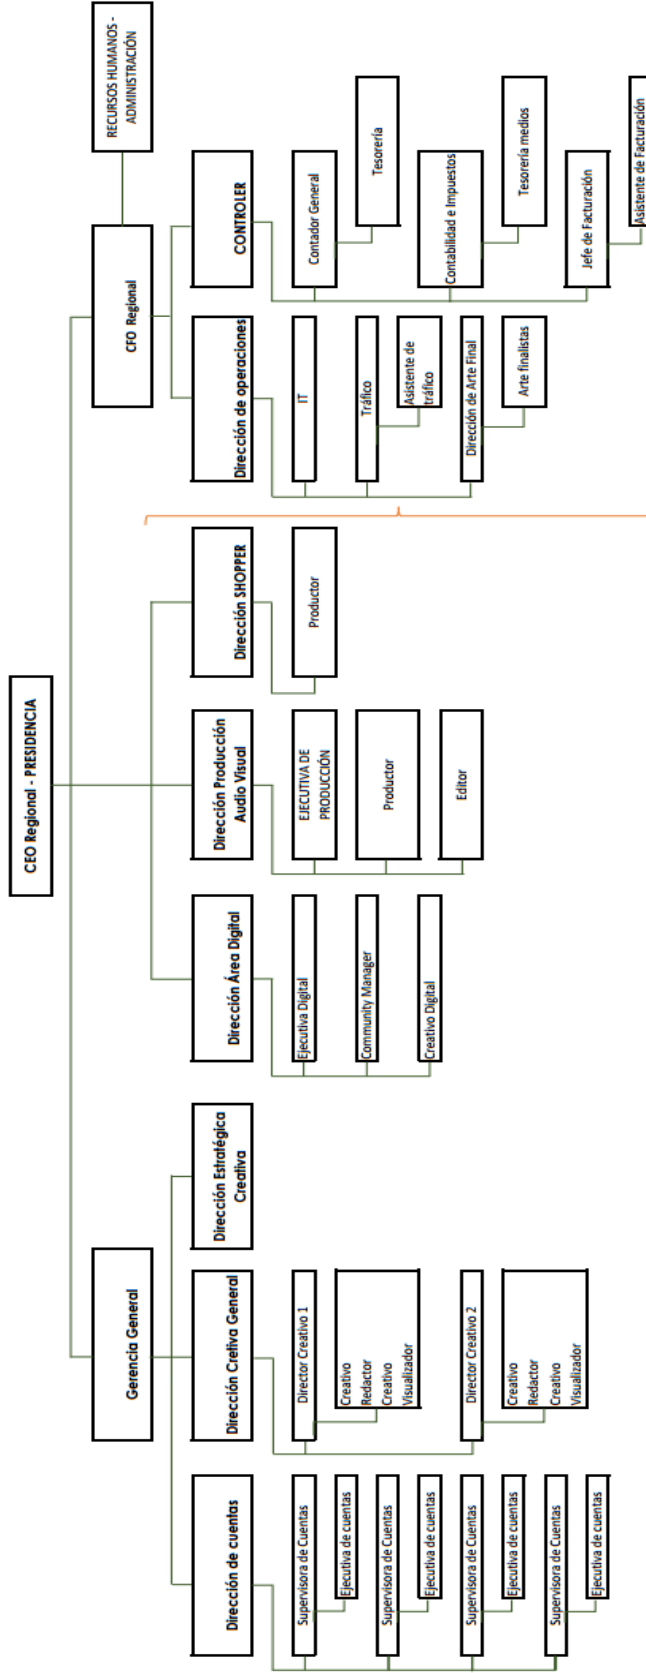 CEO Regional - PRESIDENCIA
Gerencia General
CFO Regional
RECURSOS HUMANOS -
ADMINISTRACIÓN
Dirección de cuentas
Supervisora de Cuentas
Ejecutiva de cuentas
Supervisora de Cuentas
Ejecutiva de cuentas
Supervisora de Cuentas
Ejecutiva de cuentas
Supervisora de Cuentas
Ejecutiva de cuentas
Dirección Cretiva General
Director Creativo 1
Creativo
Redactor
Creativo
Visualizador
Director Creativo 2
Creativo
Redactor
Creativo
Visualizador
Dirección Estratégica
Creativa
Dirección Área Digital
Ejecutiva Digital
Community Manager
Creativo Digital
Dirección Producción
Audio Visual
EJECUTIVA DE
PRODUCCIÓN
Productor
Editor
Dirección SHOPPER
Productor
Dirección de operaciones
IT
Tráfico
Asistente de
tráfico
Dirección de Arte Final
Arte finalistas
CONTROLER
Contador General
Tesorería
Contabilidad e Impuestos
Tesorería medios
Jefe de Facturación
Asistente de Facturación